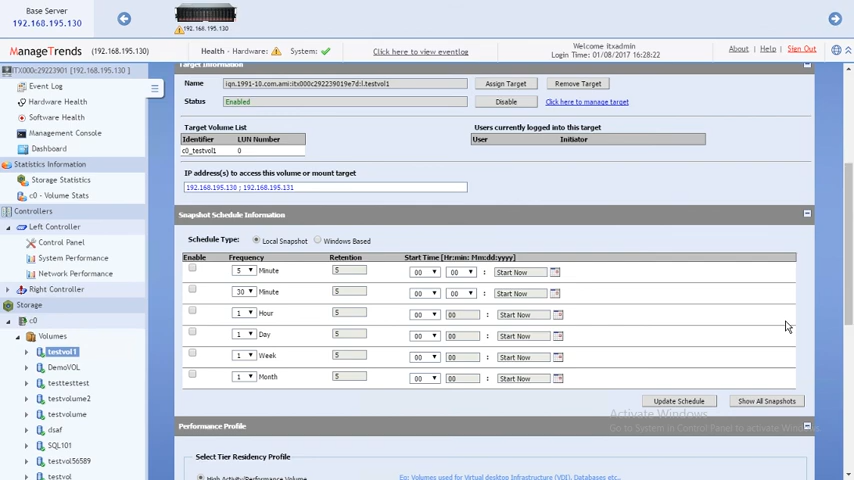 Base Server
192.168.195.130
192.168.195.130
ManageTrends (192.168.195.130)
Health - Hardware: System:
Click here to view eventlog
Welcome itxadmin
Login Time: 01/08/2017 16:28:22
About | Help | Sign Out
ITX000c29223901 [192.168.195.130 ]
Event Log
Hardware Health
Software Health
Management Console
Dashboard
Statistics Information
Storage Statistics
c0 - Volume Stats
Controllers
Left Controller
Control Panel
System Performance
Network Performance
Right Controller
Storage
c0
Volumes
testvol1
DemoVOL
testtesttest
testvolume2
testvolume
dsaf
SQL101
testvol56589
testvol
Target Information
Name iqn.1991-10.com.ami:itx000c292239019e7d:l.testvol1 Assign Target Remove Target
Status Enabled Disable Click here to manage target
Target Volume List
Identifier LUN Number
c0_testvol1 0
Users currently logged into this target
User Initiator
IP address(s) to access this volume or mount target
192.168.195.130 ; 192.168.195.131
Snapshot Schedule Information
Schedule Type: Local Snapshot Windows Based
Enable Frequency Retention Start Time [Hr:min: Mm:dd:yyyy]
5 Minute 5 00 00 : Start Now
30 Minute 5 00 00 : Start Now
1 Hour 5 00 00 : Start Now
1 Day 5 00 00 : Start Now
1 Week 5 00 00 : Start Now
1 Month 5 00 00 : Start Now
Update Schedule Show All Snapshots
Activate Windows
Go to System in Control Panel to activate Windows.
Performance Profile
Select Tier Residency Profile
High Activity/Performance Volume Eg: Volumes used for Virtual desktop Infrastructure (VDI), Databases etc..